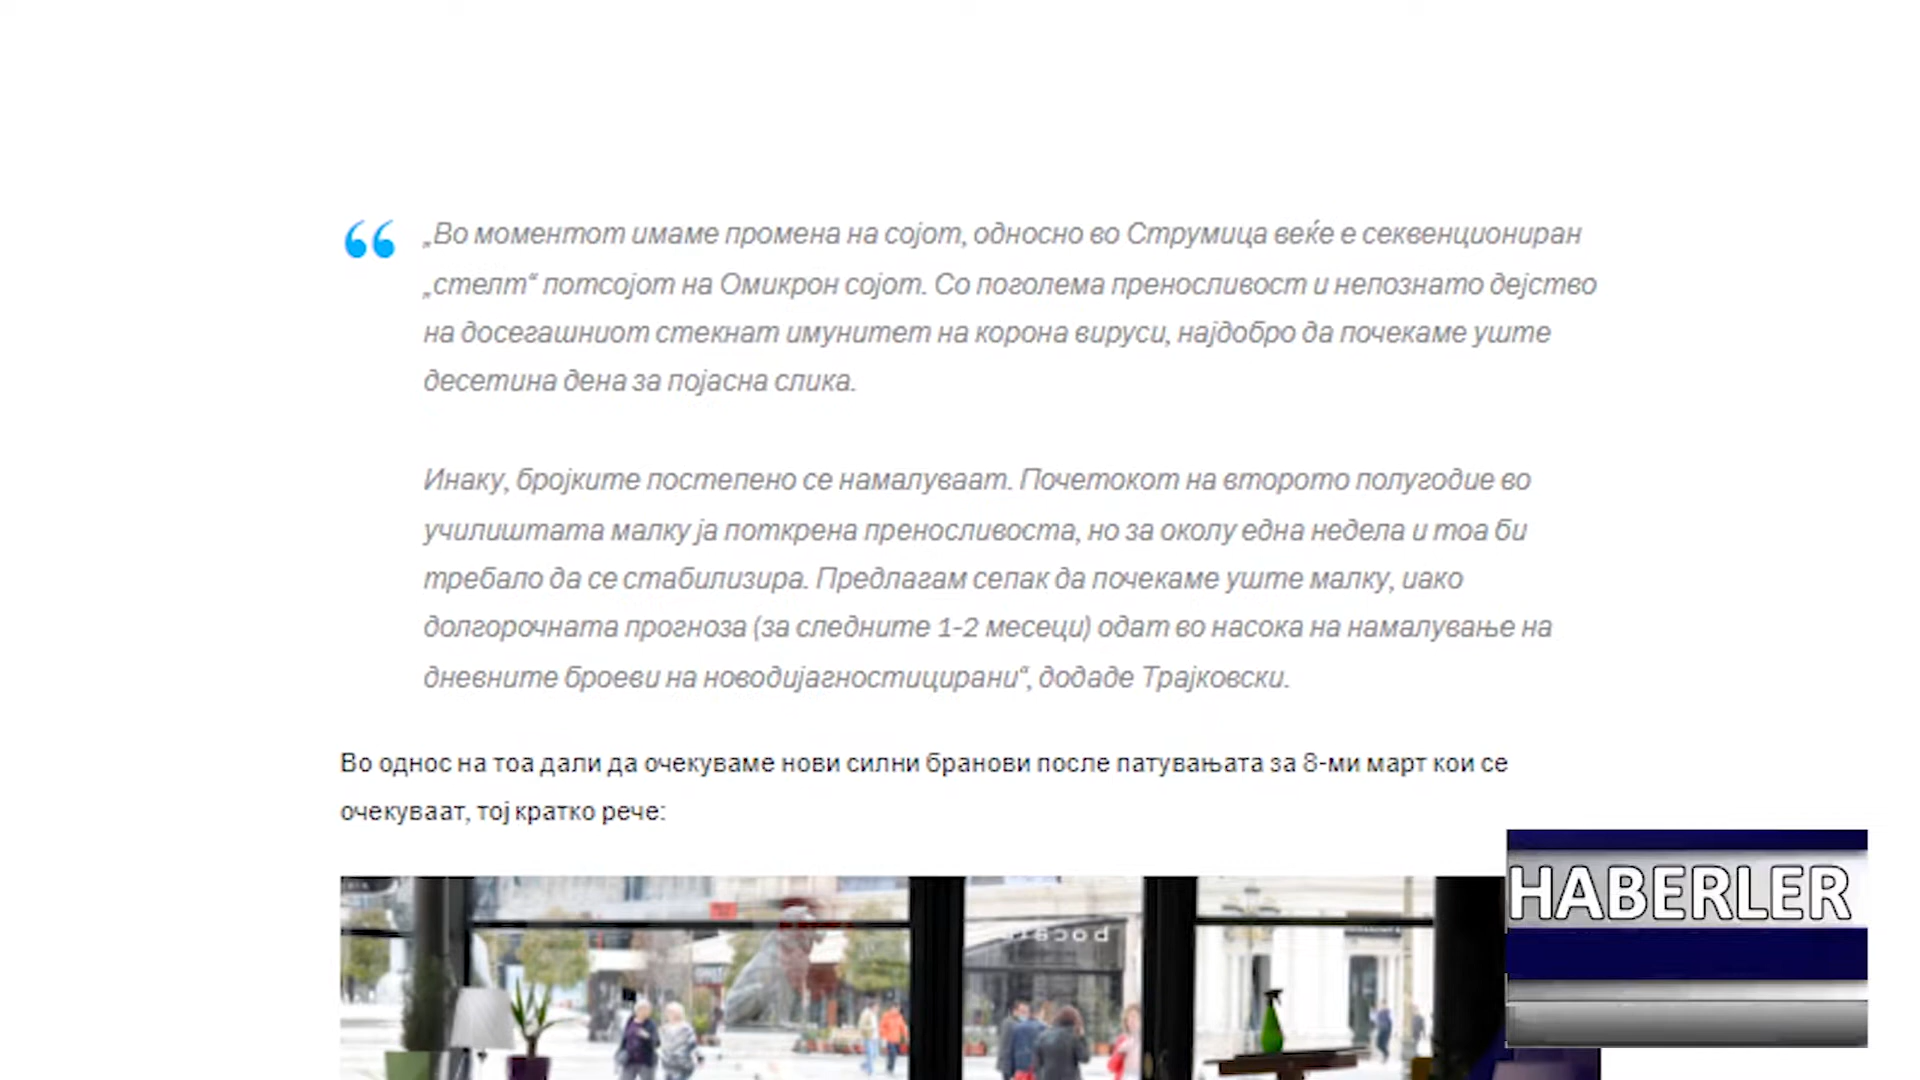 „Во моментот имаме промена на сојот, односно во Струмица веќе е секвенциониран
„стелт“ потсојот на Омикрон сојот. Со поголема преносливост и непознато дејство
на досегашниот стекнат имунитет на корона вируси, најдобро да почекаме уште
десетина дена за појасна слика.
Инаку, бројките постепено се намалуваат. Почетокот на второто полугодие во
училиштата малку ја поткрена преносливоста, но за околу една недела и тоа би
требало да се стабилизира. Предлагам сепак да почекаме уште малку, иако
долгорочната прогноза (за следните 1-2 месеци) одат во насока на намалување на
дневните броеви на новодијагностицирани“, додаде Трајковски.
Во однос на тоа дали да очекуваме нови силни бранови после патувањата за 8-ми март кои се
очекуваат, тој кратко рече:
HABERLER